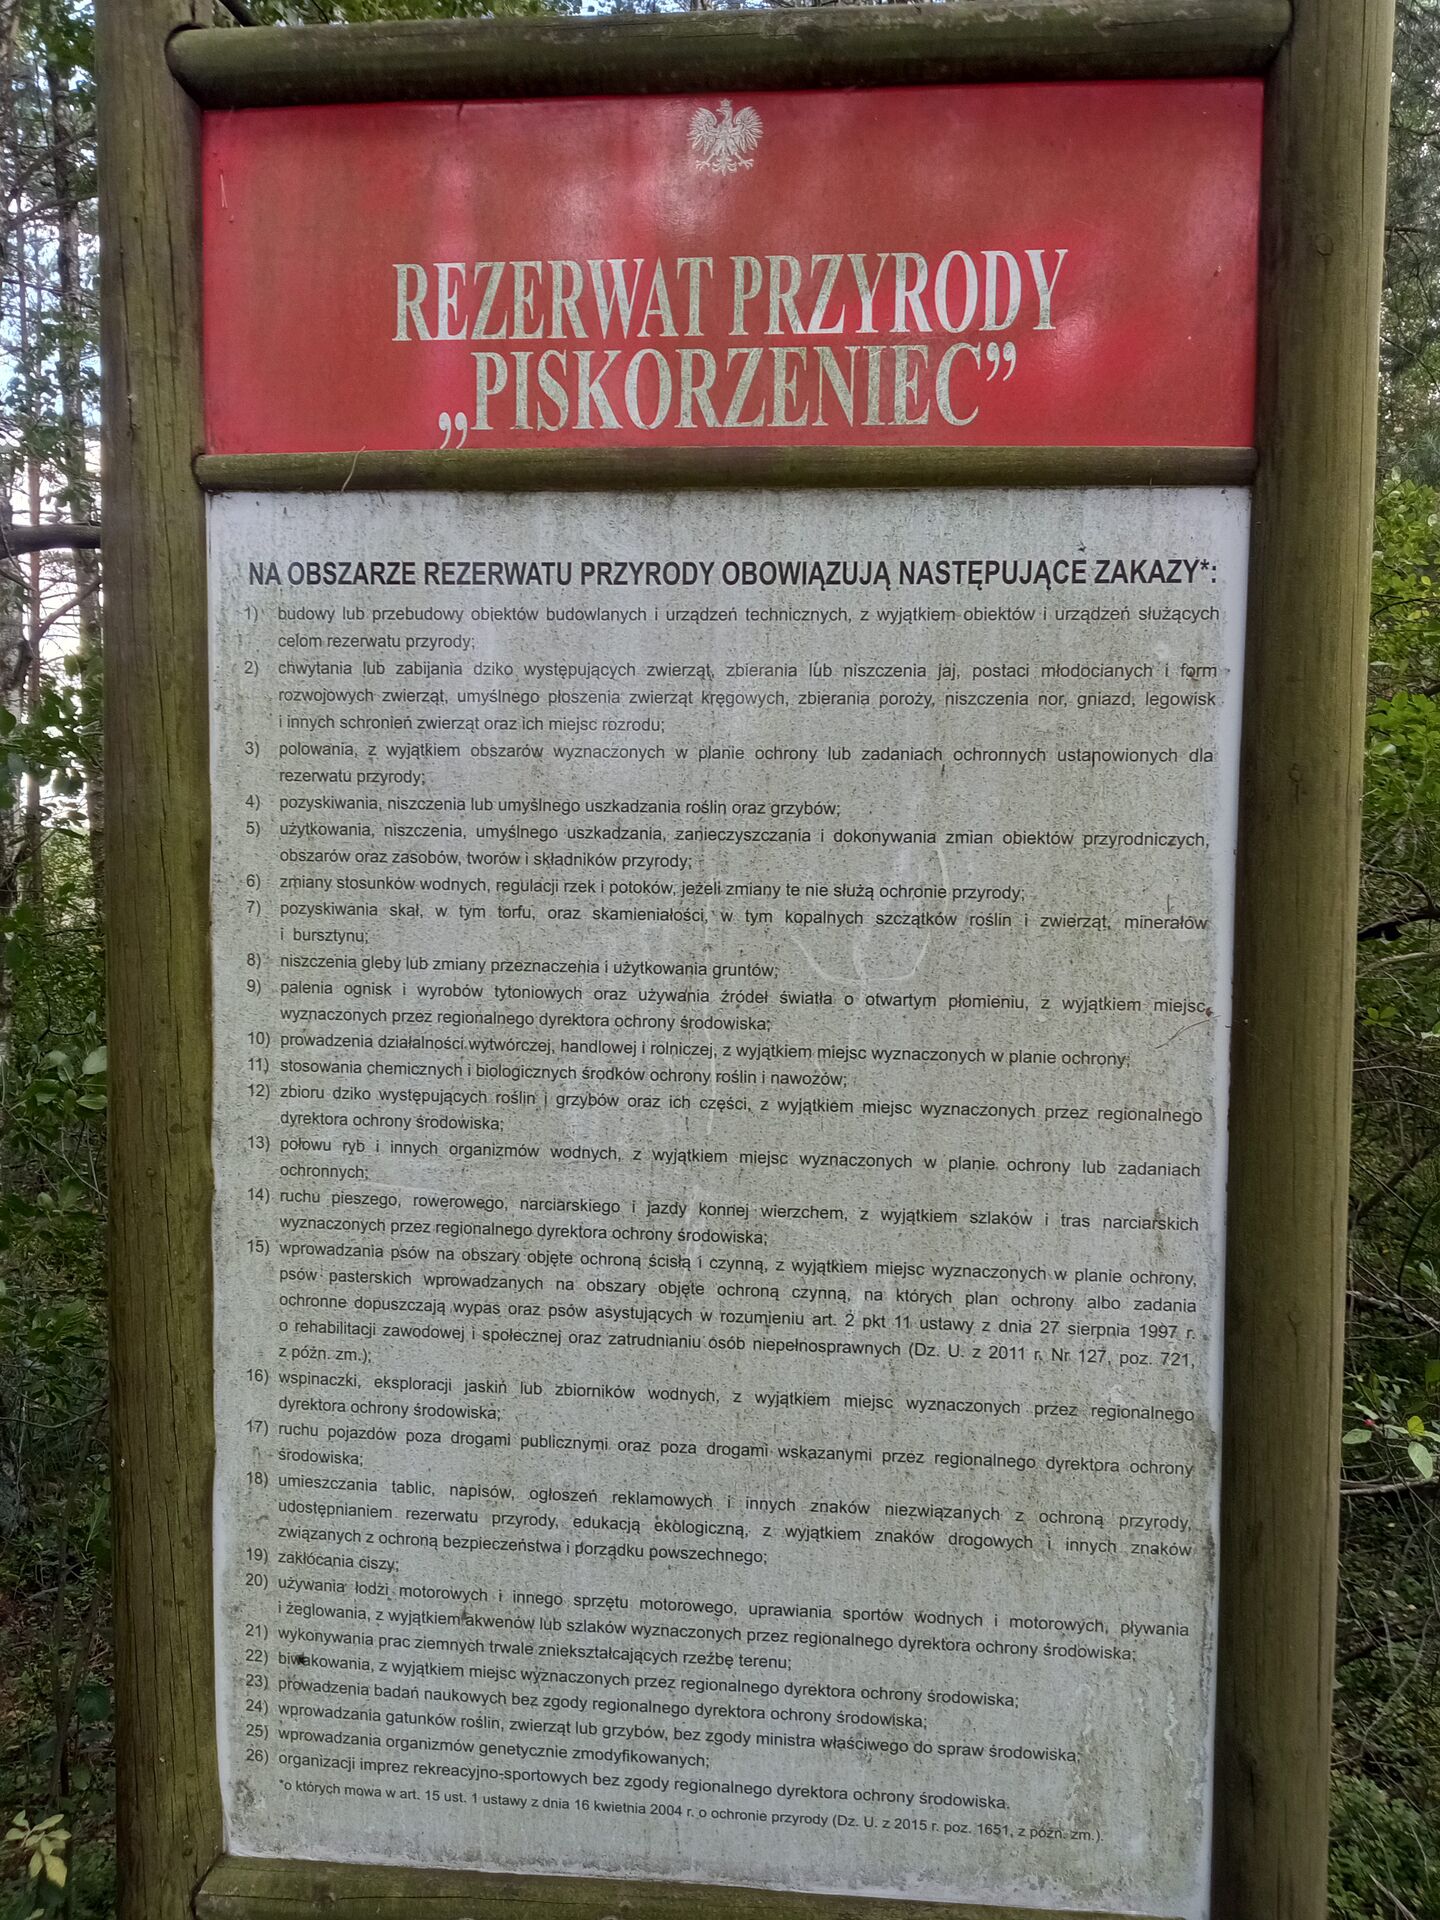 REZERWAT PRZYRODY
„PISKORZENIEC”
NA OBSZARZE REZERWATU PRZYRODY OBOWIĄZUJĄ NASTĘPUJĄCE ZAKAZY*:
1) budowy lub przebudowy obiektów budowlanych i urządzeń technicznych, z wyjątkiem obiektów i urządzeń służących
celom rezerwatu przyrody;
2) chwytania lub zabijania dziko występujących zwierząt, zbierania lub niszczenia jaj, postaci młodocianych i form
rozwojowych zwierząt, umyślnego płoszenia zwierząt kręgowych, zbierania poroży, niszczenia nor, gniazd, legowisk
i innych schronień zwierząt oraz ich miejsc rozrodu;
3) polowania, z wyjątkiem obszarów wyznaczonych w planie ochrony lub zadaniach ochronnych ustanowionych dla
rezerwatu przyrody;
4) pozyskiwania, niszczenia lub umyślnego uszkadzania roślin oraz grzybów;
5) użytkowania, niszczenia, umyślnego uszkadzania, zanieczyszczania i dokonywania zmian obiektów przyrodniczych,
obszarów oraz zasobów, tworów i składników przyrody;
6) zmiany stosunków wodnych, regulacji rzek i potoków, jeżeli zmiany te nie służą ochronie przyrody;
7) pozyskiwania skał, w tym torfu, oraz skamieniałości, w tym kopalnych szczątków roślin i zwierząt, minerałów
i bursztynu;
8) niszczenia gleby lub zmiany przeznaczenia i użytkowania gruntów;
9) palenia ognisk i wyrobów tytoniowych oraz używania źródeł światła o otwartym płomieniu, z wyjątkiem miejsc
wyznaczonych przez regionalnego dyrektora ochrony środowiska;
10) prowadzenia działalności wytwórczej, handlowej i rolniczej, z wyjątkiem miejsc wyznaczonych w planie ochrony;
11) stosowania chemicznych i biologicznych środków ochrony roślin i nawozów;
12) zbioru dziko występujących roślin i grzybów oraz ich części, z wyjątkiem miejsc wyznaczonych przez regionalnego
dyrektora ochrony środowiska;
13) połowu ryb i innych organizmów wodnych, z wyjątkiem miejsc wyznaczonych w planie ochrony lub zadaniach
ochronnych;
14) ruchu pieszego, rowerowego, narciarskiego i jazdy konnej wierzchem, z wyjątkiem szlaków i tras narciarskich
wyznaczonych przez regionalnego dyrektora ochrony środowiska;
15) wprowadzania psów na obszary objęte ochroną ścisłą i czynną, z wyjątkiem miejsc wyznaczonych w planie ochrony,
psów pasterskich wprowadzanych na obszary objęte ochroną czynną, na których plan ochrony albo zadania
ochronne dopuszczają wypas oraz psów asystujących w rozumieniu art. 2 pkt 11 ustawy z dnia 27 sierpnia 1997 r.
o rehabilitacji zawodowej i społecznej oraz zatrudnianiu osób niepełnosprawnych (Dz. U. z 2011 r. Nr 127, poz. 721,
z późn. zm.);
16) wspinaczki, eksploracji jaskiń lub zbiorników wodnych, z wyjątkiem miejsc wyznaczonych przez regionalnego
dyrektora ochrony środowiska;
17) ruchu pojazdów poza drogami publicznymi oraz poza drogami wskazanymi przez regionalnego dyrektora ochrony
środowiska;
18) umieszczania tablic, napisów, ogłoszeń reklamowych i innych znaków niezwiązanych z ochroną przyrody,
udostępnianiem rezerwatu przyrody, edukacją ekologiczną, z wyjątkiem znaków drogowych i innych znaków
związanych z ochroną bezpieczeństwa i porządku powszechnego;
19) zakłócania ciszy;
20) używania łodzi motorowych i innego sprzętu motorowego, uprawiania sportów wodnych i motorowych, pływania
i żeglowania, z wyjątkiem akwenów lub szlaków wyznaczonych przez regionalnego dyrektora ochrony środowiska;
21) wykonywania prac ziemnych trwale zniekształcających rzeźbę terenu;
22) biwakowania, z wyjątkiem miejsc wyznaczonych przez regionalnego dyrektora ochrony środowiska;
23) prowadzenia badań naukowych bez zgody regionalnego dyrektora ochrony środowiska;
24) wprowadzania gatunków roślin, zwierząt lub grzybów, bez zgody ministra właściwego do spraw środowiska;
25) wprowadzania organizmów genetycznie zmodyfikowanych;
26) organizacji imprez rekreacyjno-sportowych bez zgody regionalnego dyrektora ochrony środowiska.
*o których mowa w art. 15 ust. 1 ustawy z dnia 16 kwietnia 2004 r. o ochronie przyrody (Dz. U. z 2015 r. poz. 1651, z późn. zm.).